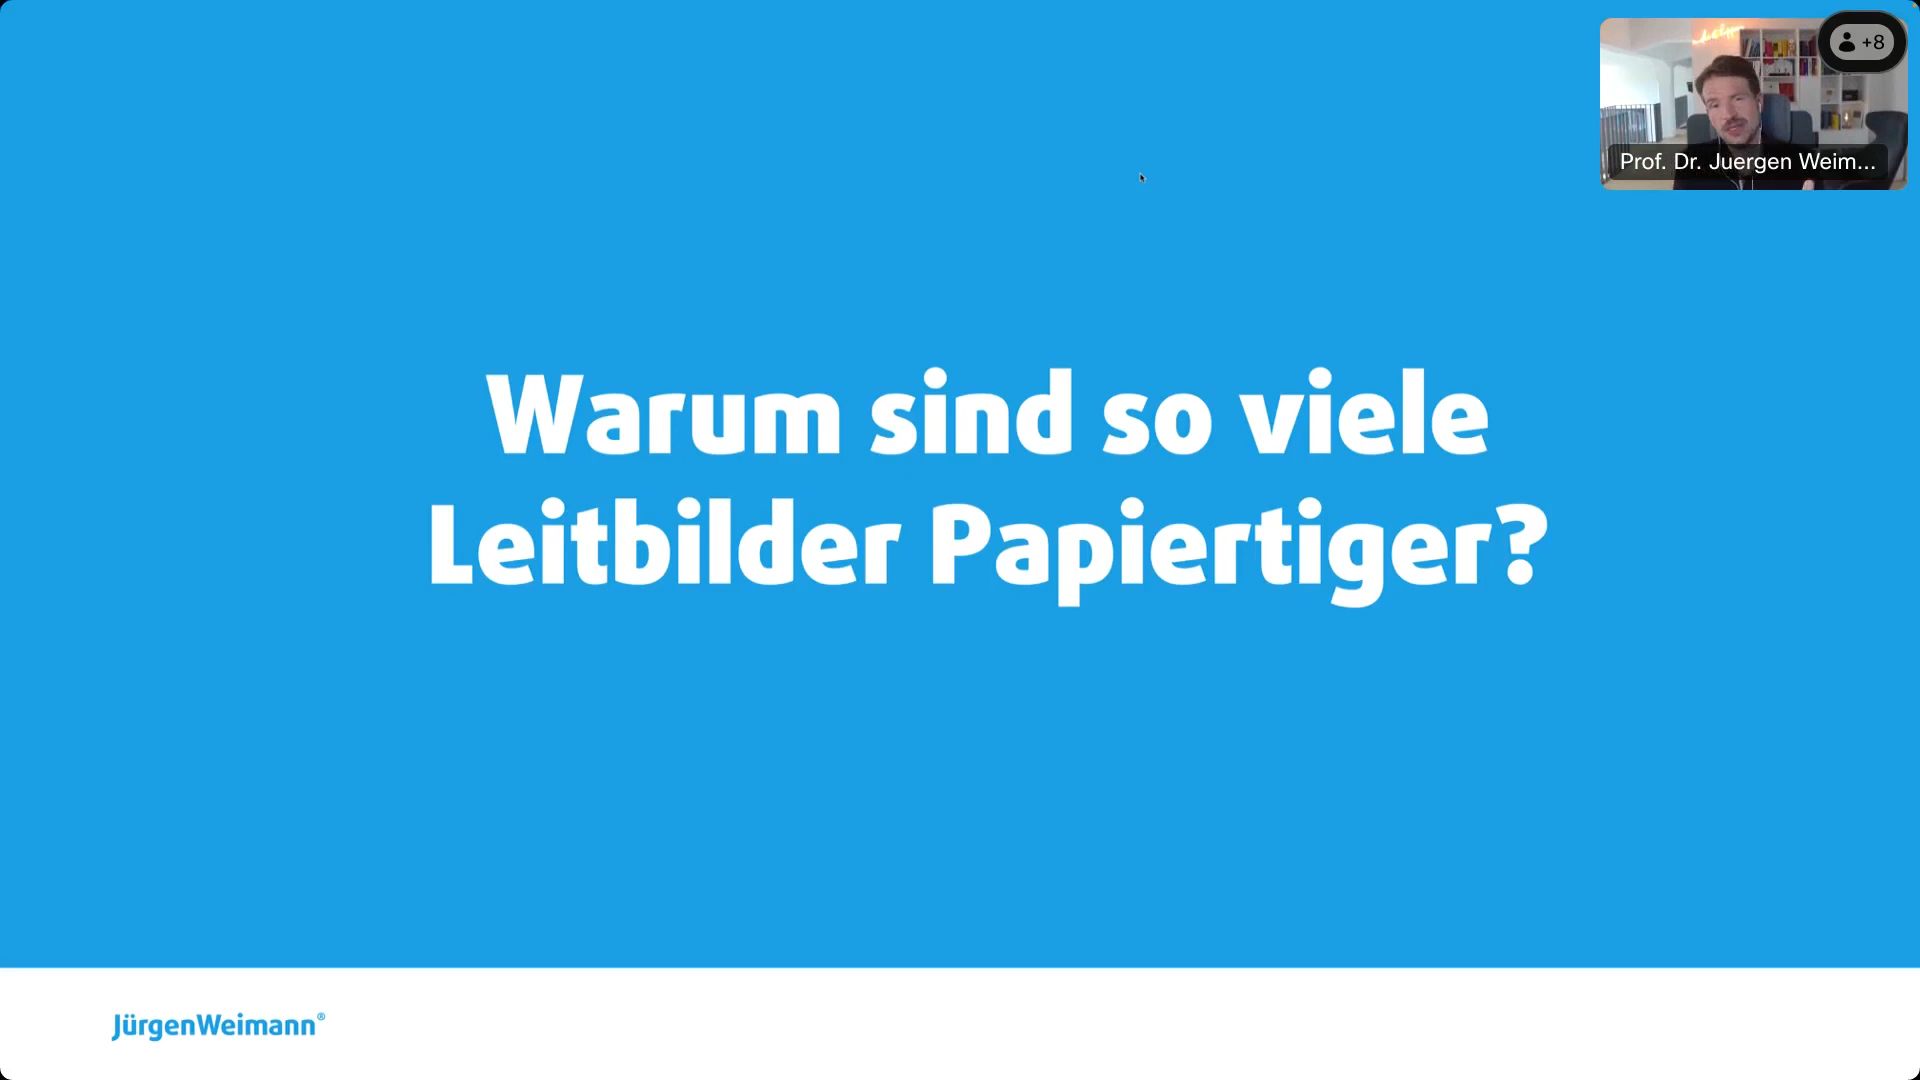 +8
Prof. Dr. Juergen Weim...
Warum sind so viele
Leitbilder Papiertiger?
JürgenWeimann®